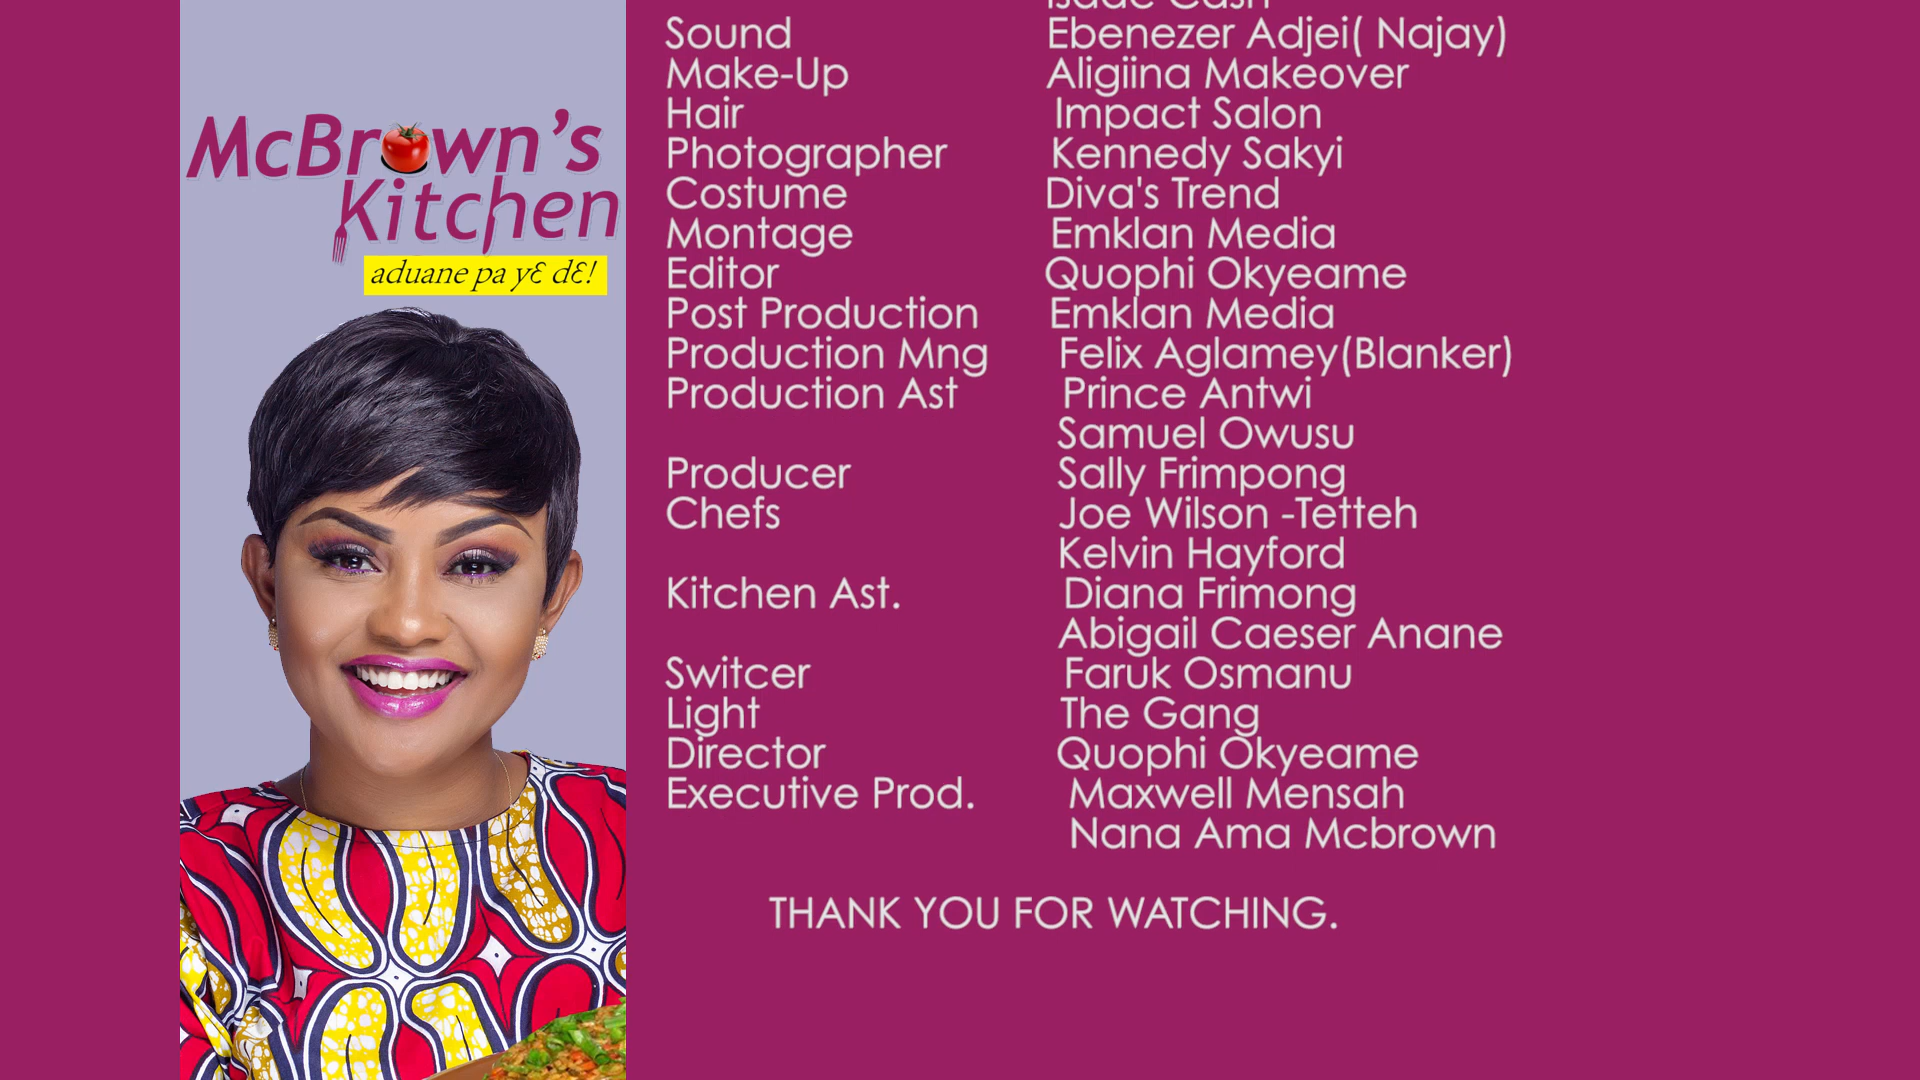 McBrown's
Kitchen
aduane pa yɛ dɛ!
Sound Ebenezer Adjei( Najay)
Make-Up Aligiina Makeover
Hair Impact Salon
Photographer Kennedy Sakyi
Costume Diva's Trend
Montage Emklan Media
Editor Quophi Okyeame
Post Production Emklan Media
Production Mng Felix Aglamey(Blanker)
Production Ast Prince Antwi
Samuel Owusu
Producer Sally Frimpong
Chefs Joe Wilson -Tetteh
Kelvin Hayford
Kitchen Ast. Diana Frimong
Abigail Caeser Anane
Switcer Faruk Osmanu
Light The Gang
Director Quophi Okyeame
Executive Prod. Maxwell Mensah
Nana Ama Mcbrown
THANK YOU FOR WATCHING.